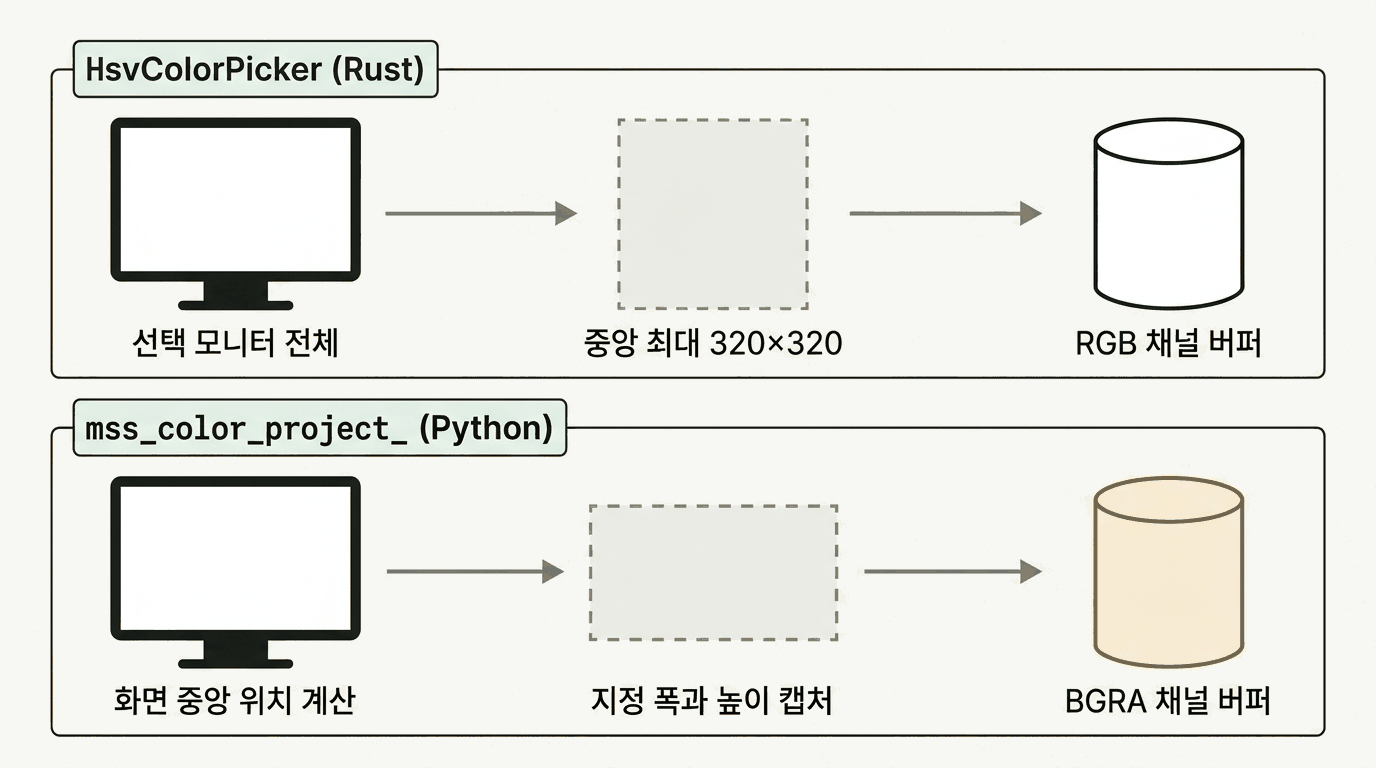 HsvColorPicker (Rust)
선택 모니터 전체
중앙 최대 320×320
RGB 채널 버퍼
mss_color_project_ (Python)
화면 중앙 위치 계산
지정 폭과 높이 캡처
BGRA 채널 버퍼